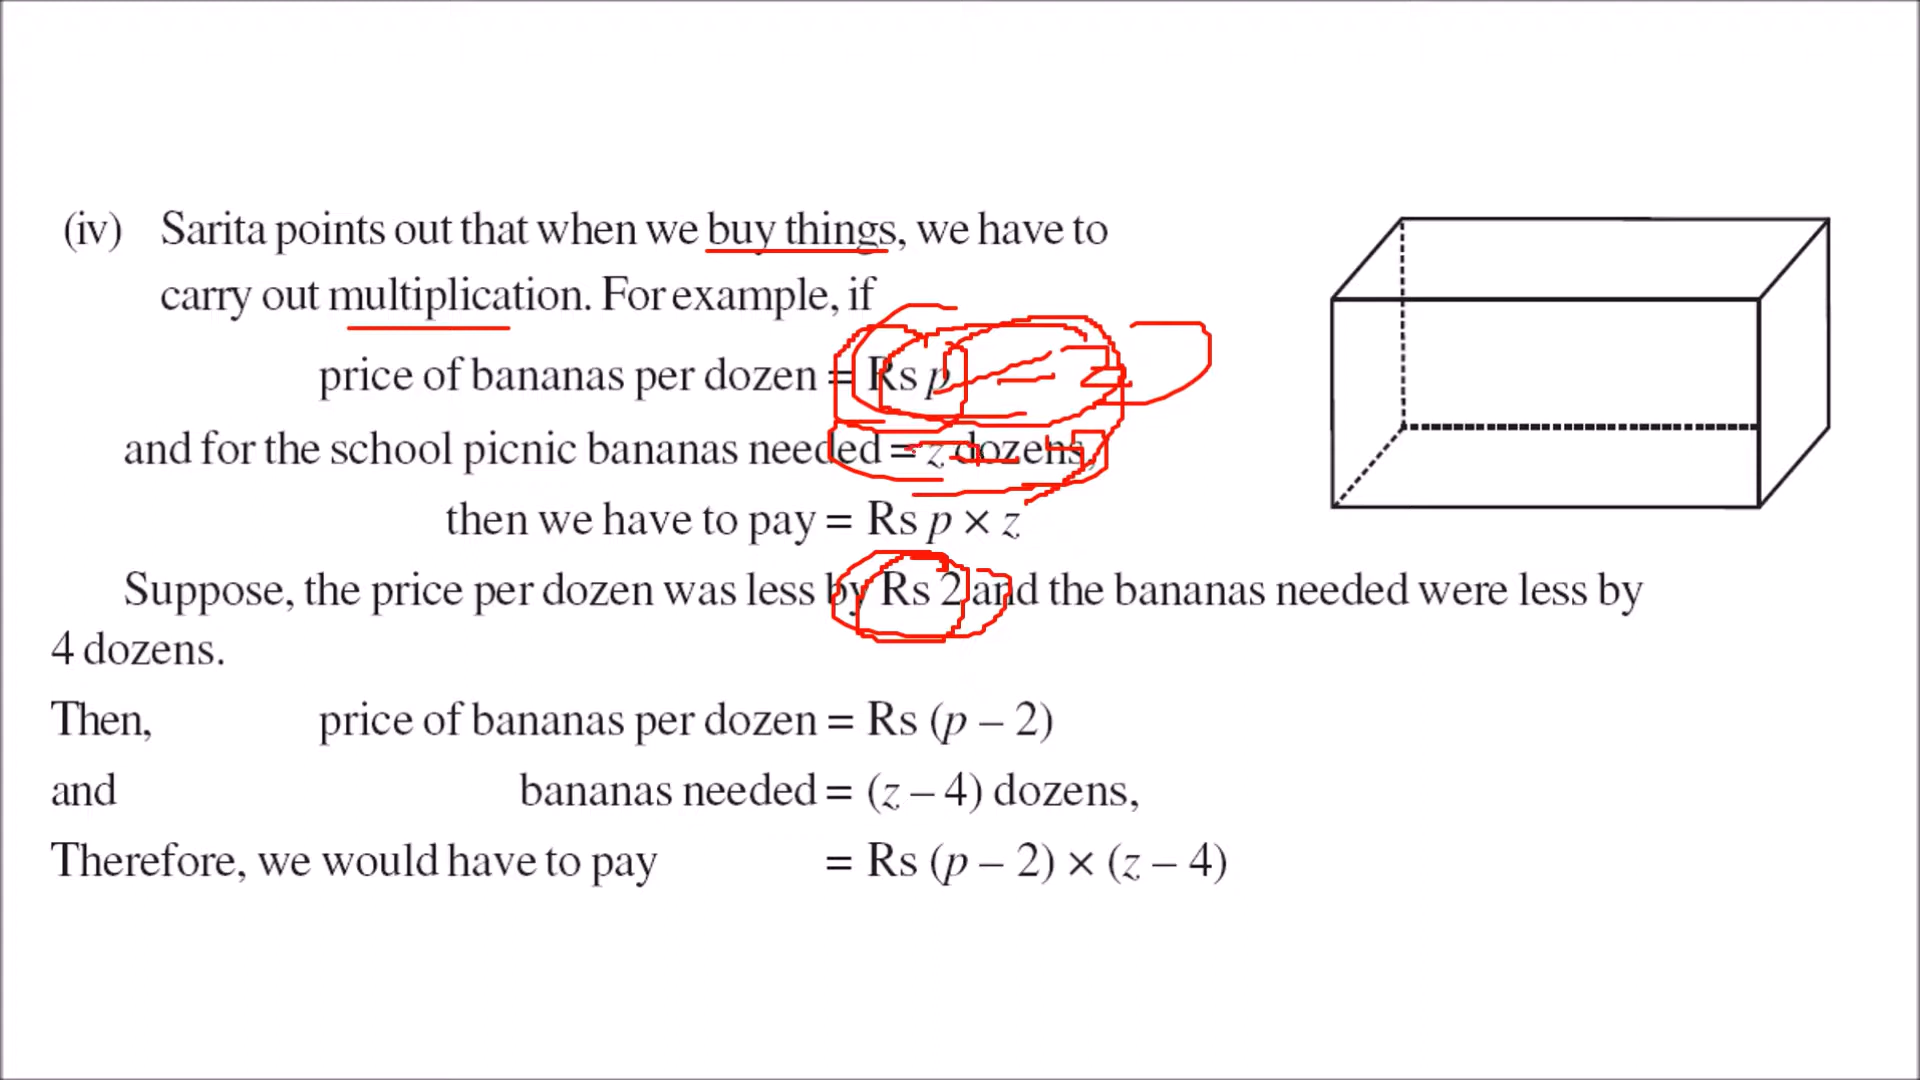 (iv) Sarita points out that when we buy things, we have to
carry out multiplication. For example, if
price of bananas per dozen = Rs p
and for the school picnic bananas needed = z dozens,
then we have to pay = Rs p × z
Suppose, the price per dozen was less by Rs 2 and the bananas needed were less by
4 dozens.
Then, price of bananas per dozen = Rs (p – 2)
and bananas needed = (z – 4) dozens,
Therefore, we would have to pay = Rs (p – 2) × (z – 4)